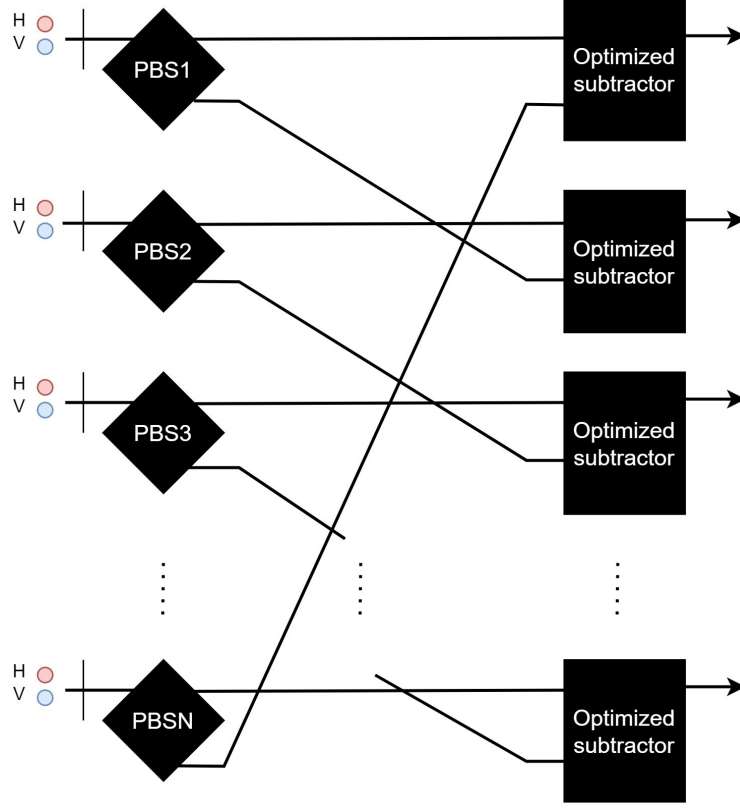 H
V
PBS1
Optimized
subtractor
H
V
PBS2
Optimized
subtractor
H
V
PBS3
Optimized
subtractor
H
V
PBSN
Optimized
subtractor